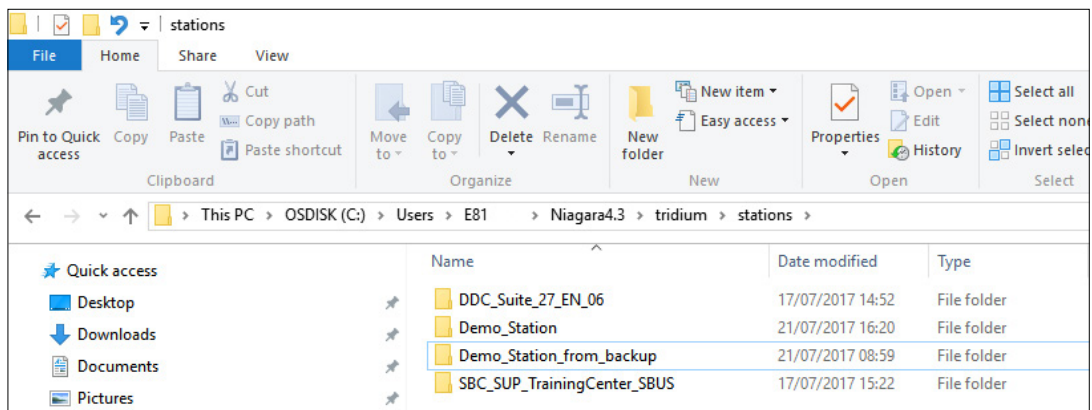 stations
File Home Share View
Pin to Quick access
Copy
Paste
Cut
Copy path
Paste shortcut
Clipboard
Move to
Copy to
Delete
Rename
Organize
New folder
New item
Easy access
New
Properties
Open
Edit
History
Open
Select all
Select none
Invert selec
Select
This PC > OSDISK (C:) > Users > E81 > Niagara4.3 > tridium > stations >
Quick access
Desktop
Downloads
Documents
Pictures
Name Date modified Type
DDC_Suite_27_EN_06 17/07/2017 14:52 File folder
Demo_Station 21/07/2017 16:20 File folder
Demo_Station_from_backup 21/07/2017 08:59 File folder
SBC_SUP_TrainingCenter_SBUS 17/07/2017 15:22 File folder